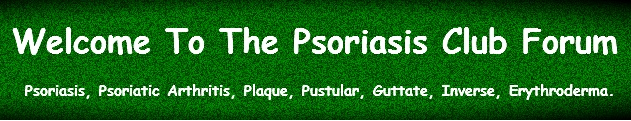 Welcome To The Psoriasis Club Forum
Psoriasis, Psoriatic Arthritis, Plaque, Pustular, Guttate, Inverse, Erythroderma.